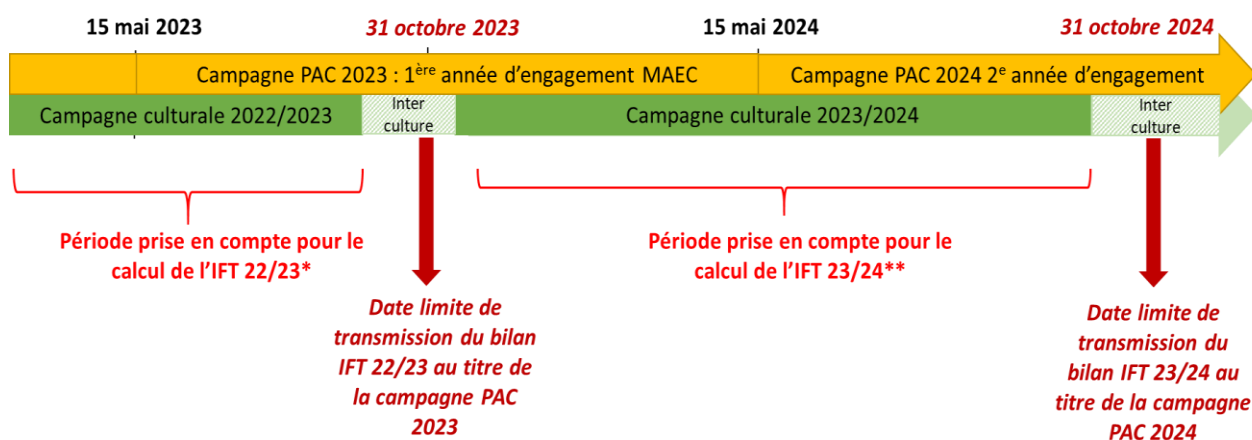 15 mai 2023
31 octobre 2023
15 mai 2024
31 octobre 2024
Campagne PAC 2023 : 1ère année d’engagement MAEC
Campagne PAC 2024 2e année d’engagement
Campagne culturale 2022/2023
Inter
culture
Campagne culturale 2023/2024
Inter
culture
Période prise en compte pour le
calcul de l’IFT 22/23*
Période prise en compte pour le
calcul de l’IFT 23/24**
Date limite de
transmission du bilan
IFT 22/23 au titre de
la campagne PAC
2023
Date limite de
transmission du
bilan IFT 23/24 au
titre de la campagne
PAC 2024